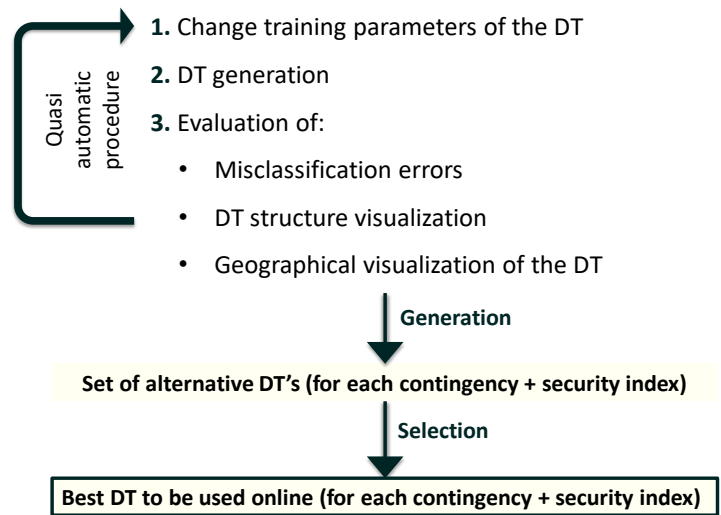 1. Change training parameters of the DT
2. DT generation
3. Evaluation of:
• Misclassification errors
• DT structure visualization
• Geographical visualization of the DT
Quasi
automatic
procedure
Generation
Set of alternative DT's (for each contingency + security index)
Selection
Best DT to be used online (for each contingency + security index)